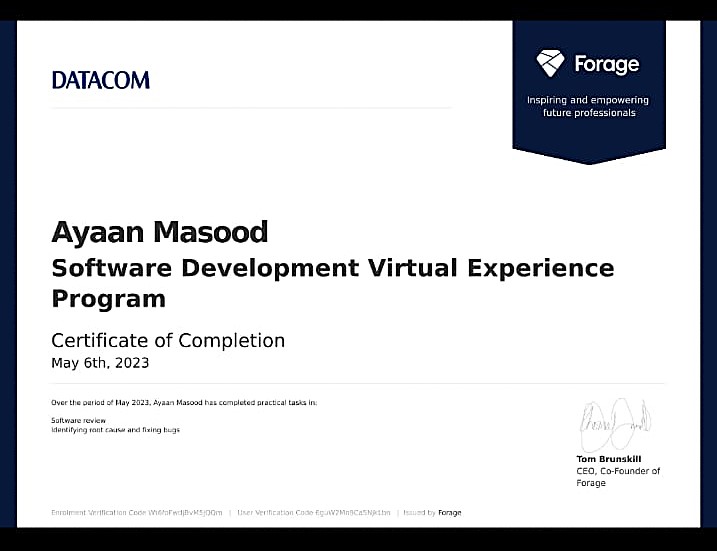 DATACOM
Forage
Inspiring and empowering
future professionals
Ayaan Masood
Software Development Virtual Experience
Program
Certificate of Completion
May 6th, 2023
Over the period of May 2023, Ayaan Masood has completed practical tasks in:
Software review
Identifying root cause and fixing bugs
Tom Brunskill
CEO, Co-Founder of
Forage
Enrolment Verification Code | User Verification Code | Issued by Forage